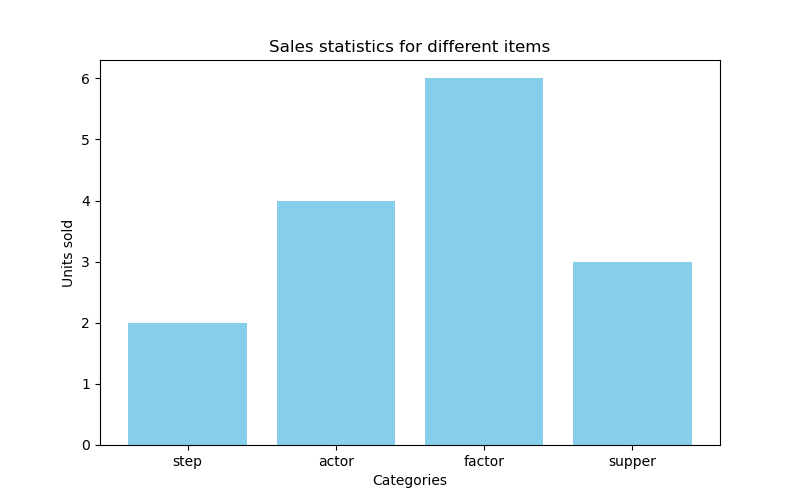 Sales statistics for different items
6
5
4
3
2
1
0
Units sold
step actor factor supper
Categories